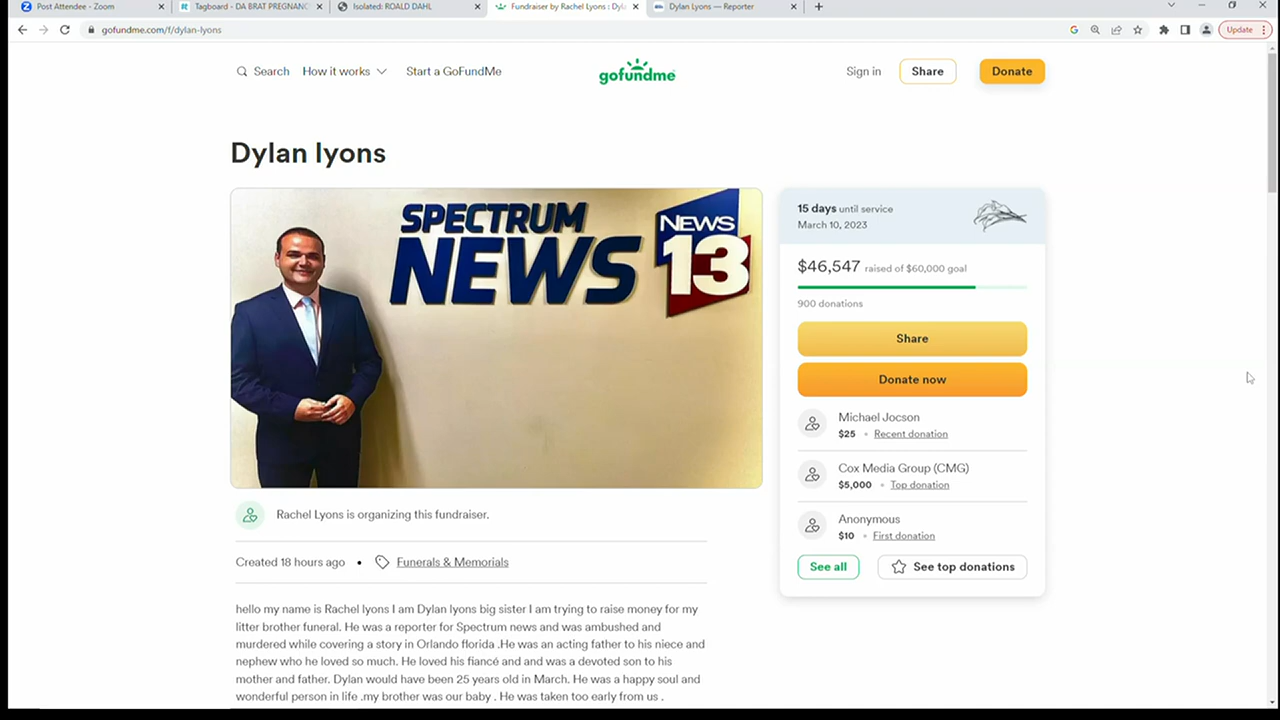 Post Attendee - Zoom
Tagboard - DA BRAT PREGNANC
Isolated: ROALD DAHL
Fundraiser by Rachel Lyons : Dyla
Dylan Lyons — Reporter
gofundme.com/f/dylan-lyons
Update
Search
How it works
Start a GoFundMe
gofundme
Sign in
Share
Donate
Dylan lyons
SPECTRUM
NEWS
NEWS
13
15 days until service
March 10, 2023
$46,547 raised of $60,000 goal
900 donations
Share
Donate now
Michael Jocson
$25 • Recent donation
Cox Media Group (CMG)
$5,000 • Top donation
Anonymous
$10 • First donation
See all
See top donations
Rachel Lyons is organizing this fundraiser.
Created 18 hours ago • Funerals & Memorials
hello my name is Rachel lyons I am Dylan lyons big sister I am trying to raise money for my
litter brother funeral. He was a reporter for Spectrum news and was ambushed and
murdered while covering a story in Orlando florida .He was an acting father to his niece and
nephew who he loved so much. He loved his fiancé and and was a devoted son to his
mother and father. Dylan would have been 25 years old in March. He was a happy soul and
wonderful person in life .my brother was our baby . He was taken too early from us .